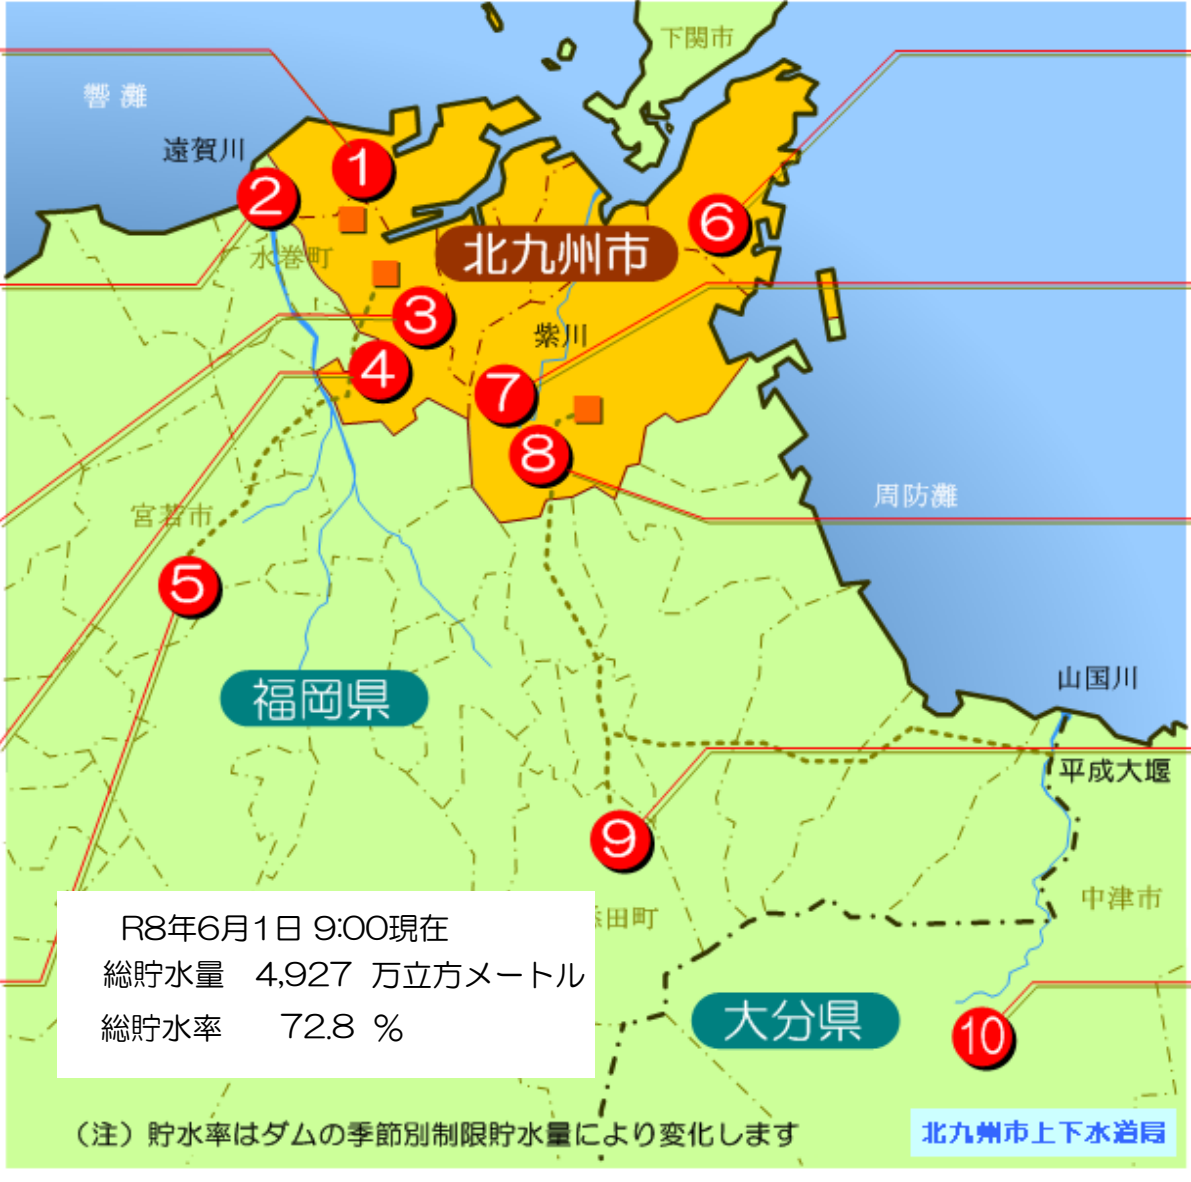 下関市
響灘
遠賀川
1
2
6
水巻町
北九州市
3
紫川
4
7
8
周防灘
宮若市
5
山国川
福岡県
平成大堰
9
中津市
田町
R8年6月1日 9:00現在
総貯水量 4,927 万立方メートル
総貯水率 72.8 %
大分県
10
（注）貯水率はダムの季節別制限貯水量により変化します
北九州市上下水道局